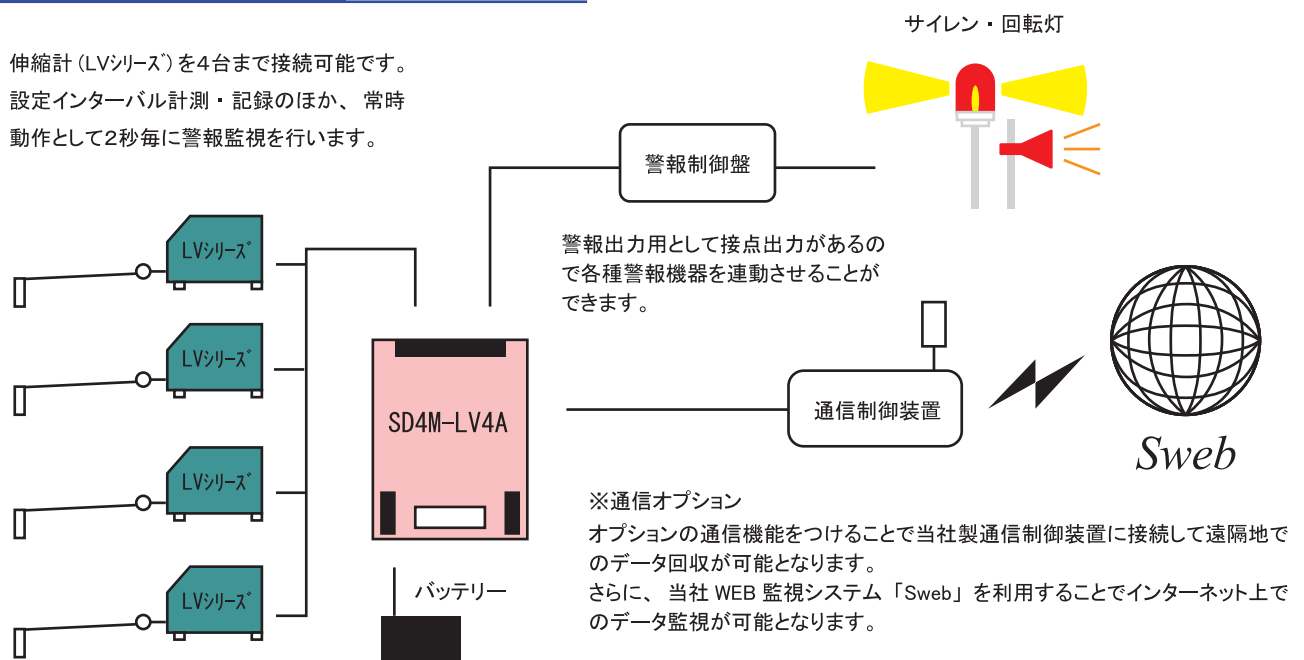 サイレン・回転灯
伸縮計(LVｼﾘｰｽﾞ)を4台まで接続可能です。
設定インターバル計測・記録のほか、常時
動作として2秒毎に警報監視を行います。
警報制御盤
LVｼﾘｰｽﾞ
警報出力用として接点出力があるの
で各種警報機器を連動させることが
できます。
LVｼﾘｰｽﾞ
SD4M-LV4A
通信制御装置
Sweb
LVｼﾘｰｽﾞ
※通信オプション
オプションの通信機能をつけることで当社製通信制御装置に接続して遠隔地で
のデータ回収が可能となります。
さらに、当社 WEB 監視システム「Sweb」を利用することでインターネット上で
のデータ監視が可能となります。
LVｼﾘｰｽﾞ
バッテリー